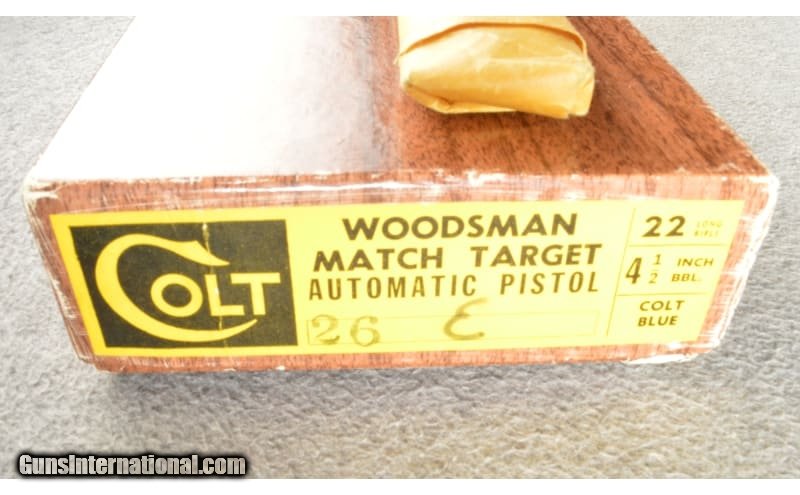 COLT
WOODSMAN
MATCH TARGET
AUTOMATIC PISTOL
26 E
22 LONG RIFLE
4 1/2 INCH BBL.
COLT
BLUE
GunsInternational.com